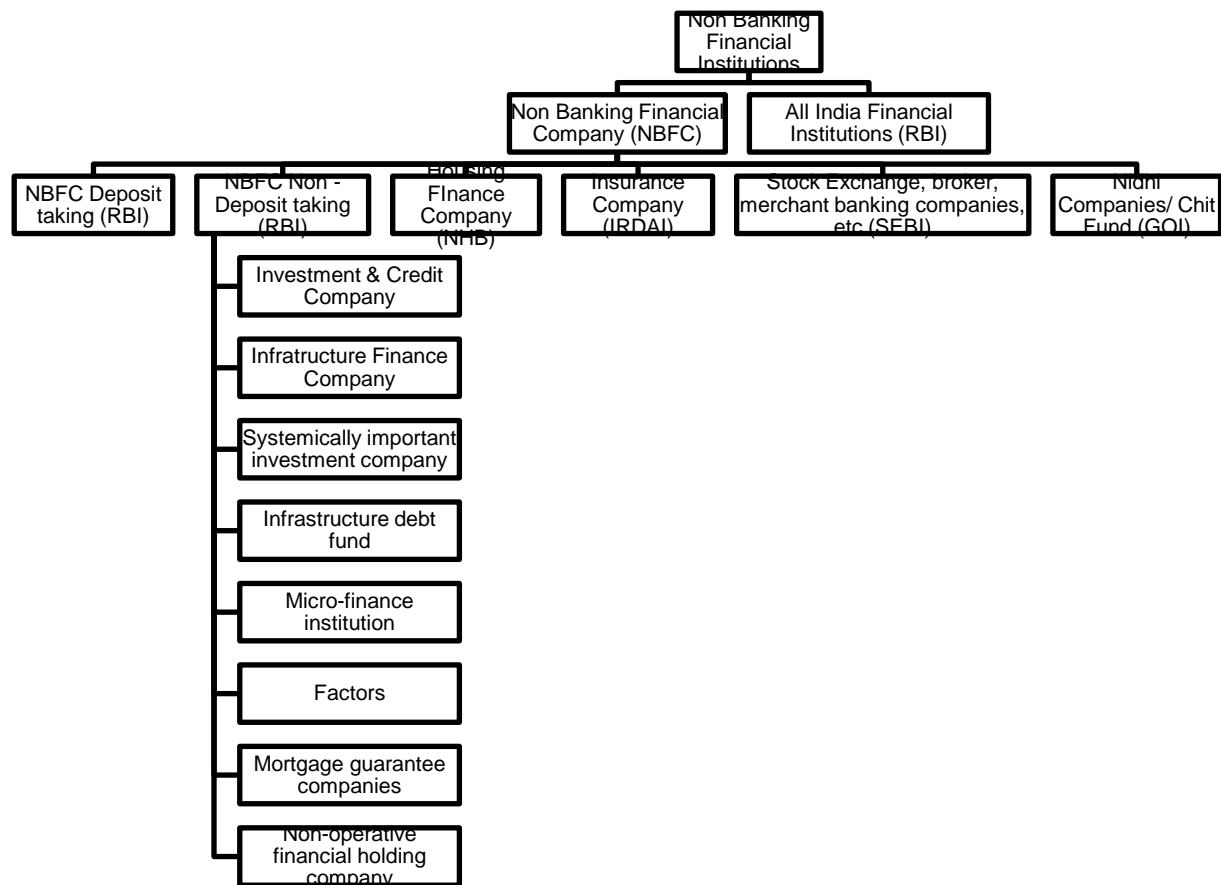 Non Banking
Financial
Institutions
Non Banking Financial
Company (NBFC)
All India Financial
Institutions (RBI)
NBFC Deposit
taking (RBI)
NBFC Non -
Deposit taking
(RBI)
Housing
FInance
Company
(NHB)
Insurance
Company
(IRDAI)
Stock Exchange, broker,
merchant banking companies,
etc (SEBI)
Nidhi
Companies/ Chit
Fund (GOI)
Investment & Credit
Company
Infratructure Finance
Company
Systemically important
investment company
Infrastructure debt
fund
Micro-finance
institution
Factors
Mortgage guarantee
companies
Non-operative
financial holding
company